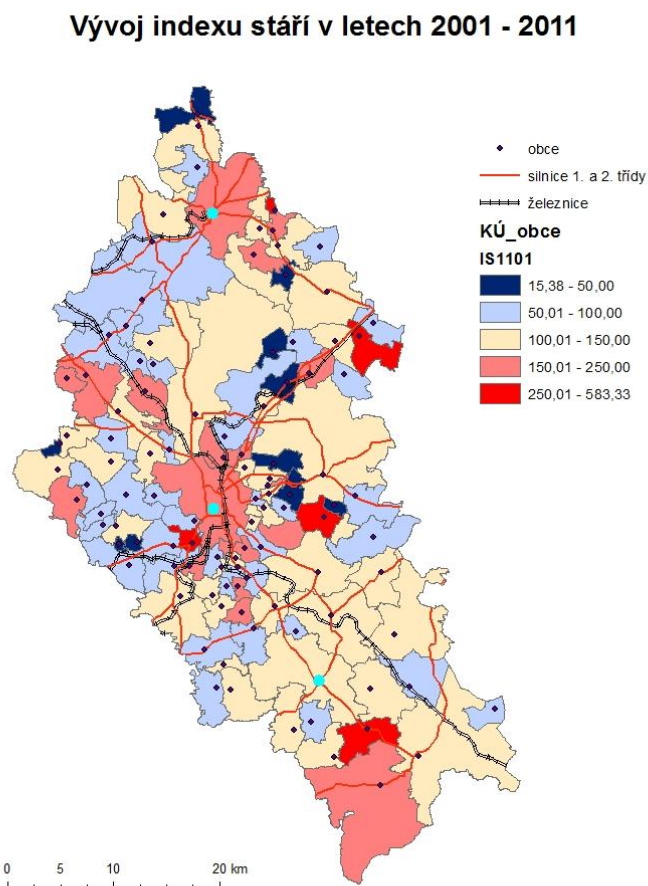 Vývoj indexu stáří v letech 2001 - 2011
obce
silnice 1. a 2. třídy
železnice
KÚ_obce
IS1101
15,38 - 50,00
50,01 - 100,00
100,01 - 150,00
150,01 - 250,00
250,01 - 583,33
0 5 10 20 km